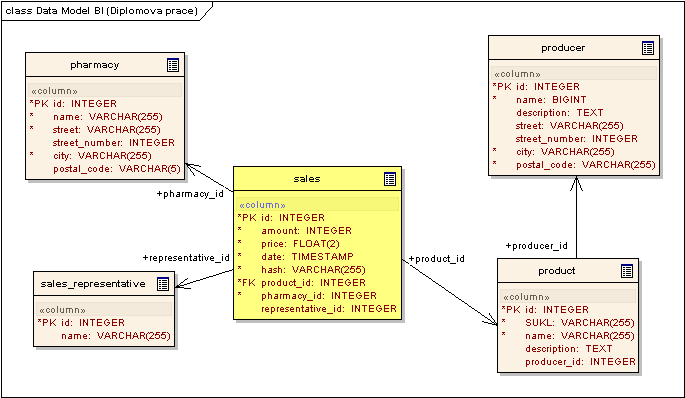 class Data Model BI (Diplomova prace)
pharmacy
«column»
*PK id: INTEGER
* name: VARCHAR(255)
* street: VARCHAR(255)
street_number: INTEGER
* city: VARCHAR(255)
postal_code: VARCHAR(5)
producer
«column»
*PK id: INTEGER
* name: BIGINT
description: TEXT
street: VARCHAR(255)
street_number: INTEGER
* city: VARCHAR(255)
* postal_code: VARCHAR(255)
+pharmacy_id
sales
«column»
*PK id: INTEGER
* amount: INTEGER
* price: FLOAT(2)
* date: TIMESTAMP
* hash: VARCHAR(255)
*FK product_id: INTEGER
* pharmacy_id: INTEGER
representative_id: INTEGER
+representative_id
+product_id
+producer_id
sales_representative
«column»
*PK id: INTEGER
name: VARCHAR(255)
product
«column»
*PK id: INTEGER
* SUKL: VARCHAR(255)
* name: VARCHAR(255)
description: TEXT
producer_id: INTEGER